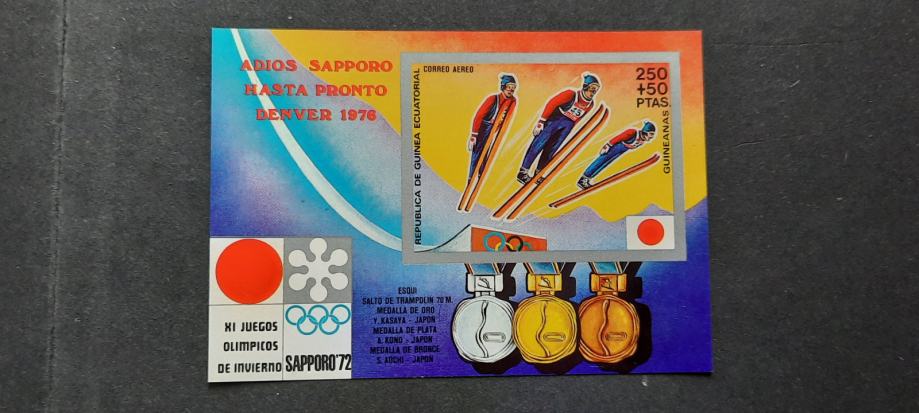 ADIOS SAPPORO
HASTA PRONTO
DENVER 1976
CORREO AEREO
REPUBLICA DE GUINEA ECUATORIAL
250
+50
PTAS.
GUINEANAS
ESQUI
SALTO DE TRAMPOLIN 70 M.
MEDALLA DE ORO
Y. KASAYA - JAPON
MEDALLA DE PLATA
A. KONO - JAPON
MEDALLA DE BRONCE
S. AOCHI - JAPON
XI JUEGOS
OLIMPICOS
DE INVIERNO
SAPPORO'72